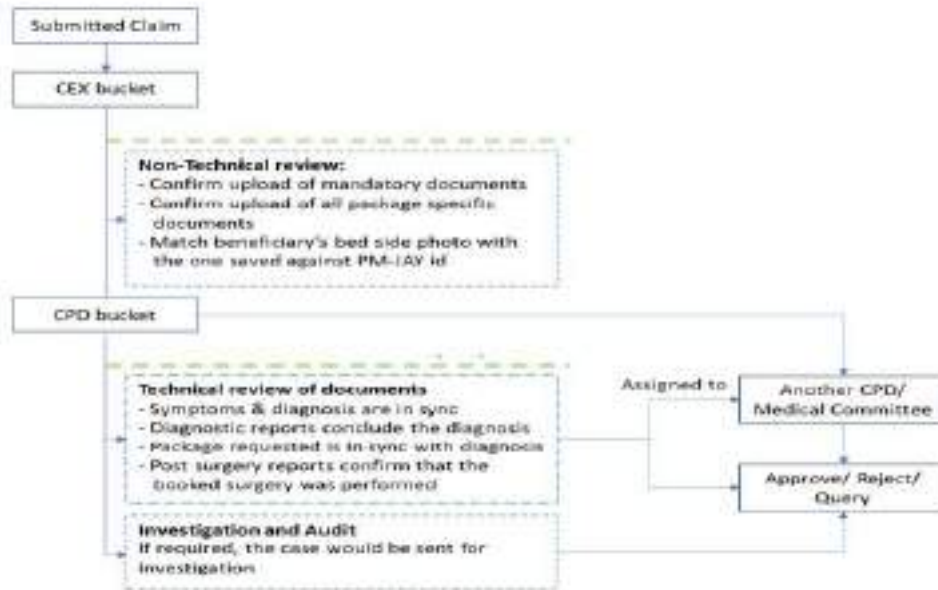 Submitted Claim
CEX bucket
Non-Technical review:
- Confirm upload of mandatory documents
- Confirm upload of all package specific
documents
- Match beneficiary's bed side photo with
the one saved against PM-JAY id
CPD bucket
Technical review of documents
- Symptoms & diagnosis are in sync
- Diagnostic reports conclude the diagnosis
- Package requested is in sync with diagnosis
- Post surgery reports confirm that the
booked surgery was performed
Assigned to
Another CPD/
Medical Committee
Approve/ Reject/
Query
Investigation and Audit
If required, the case would be sent for
investigation